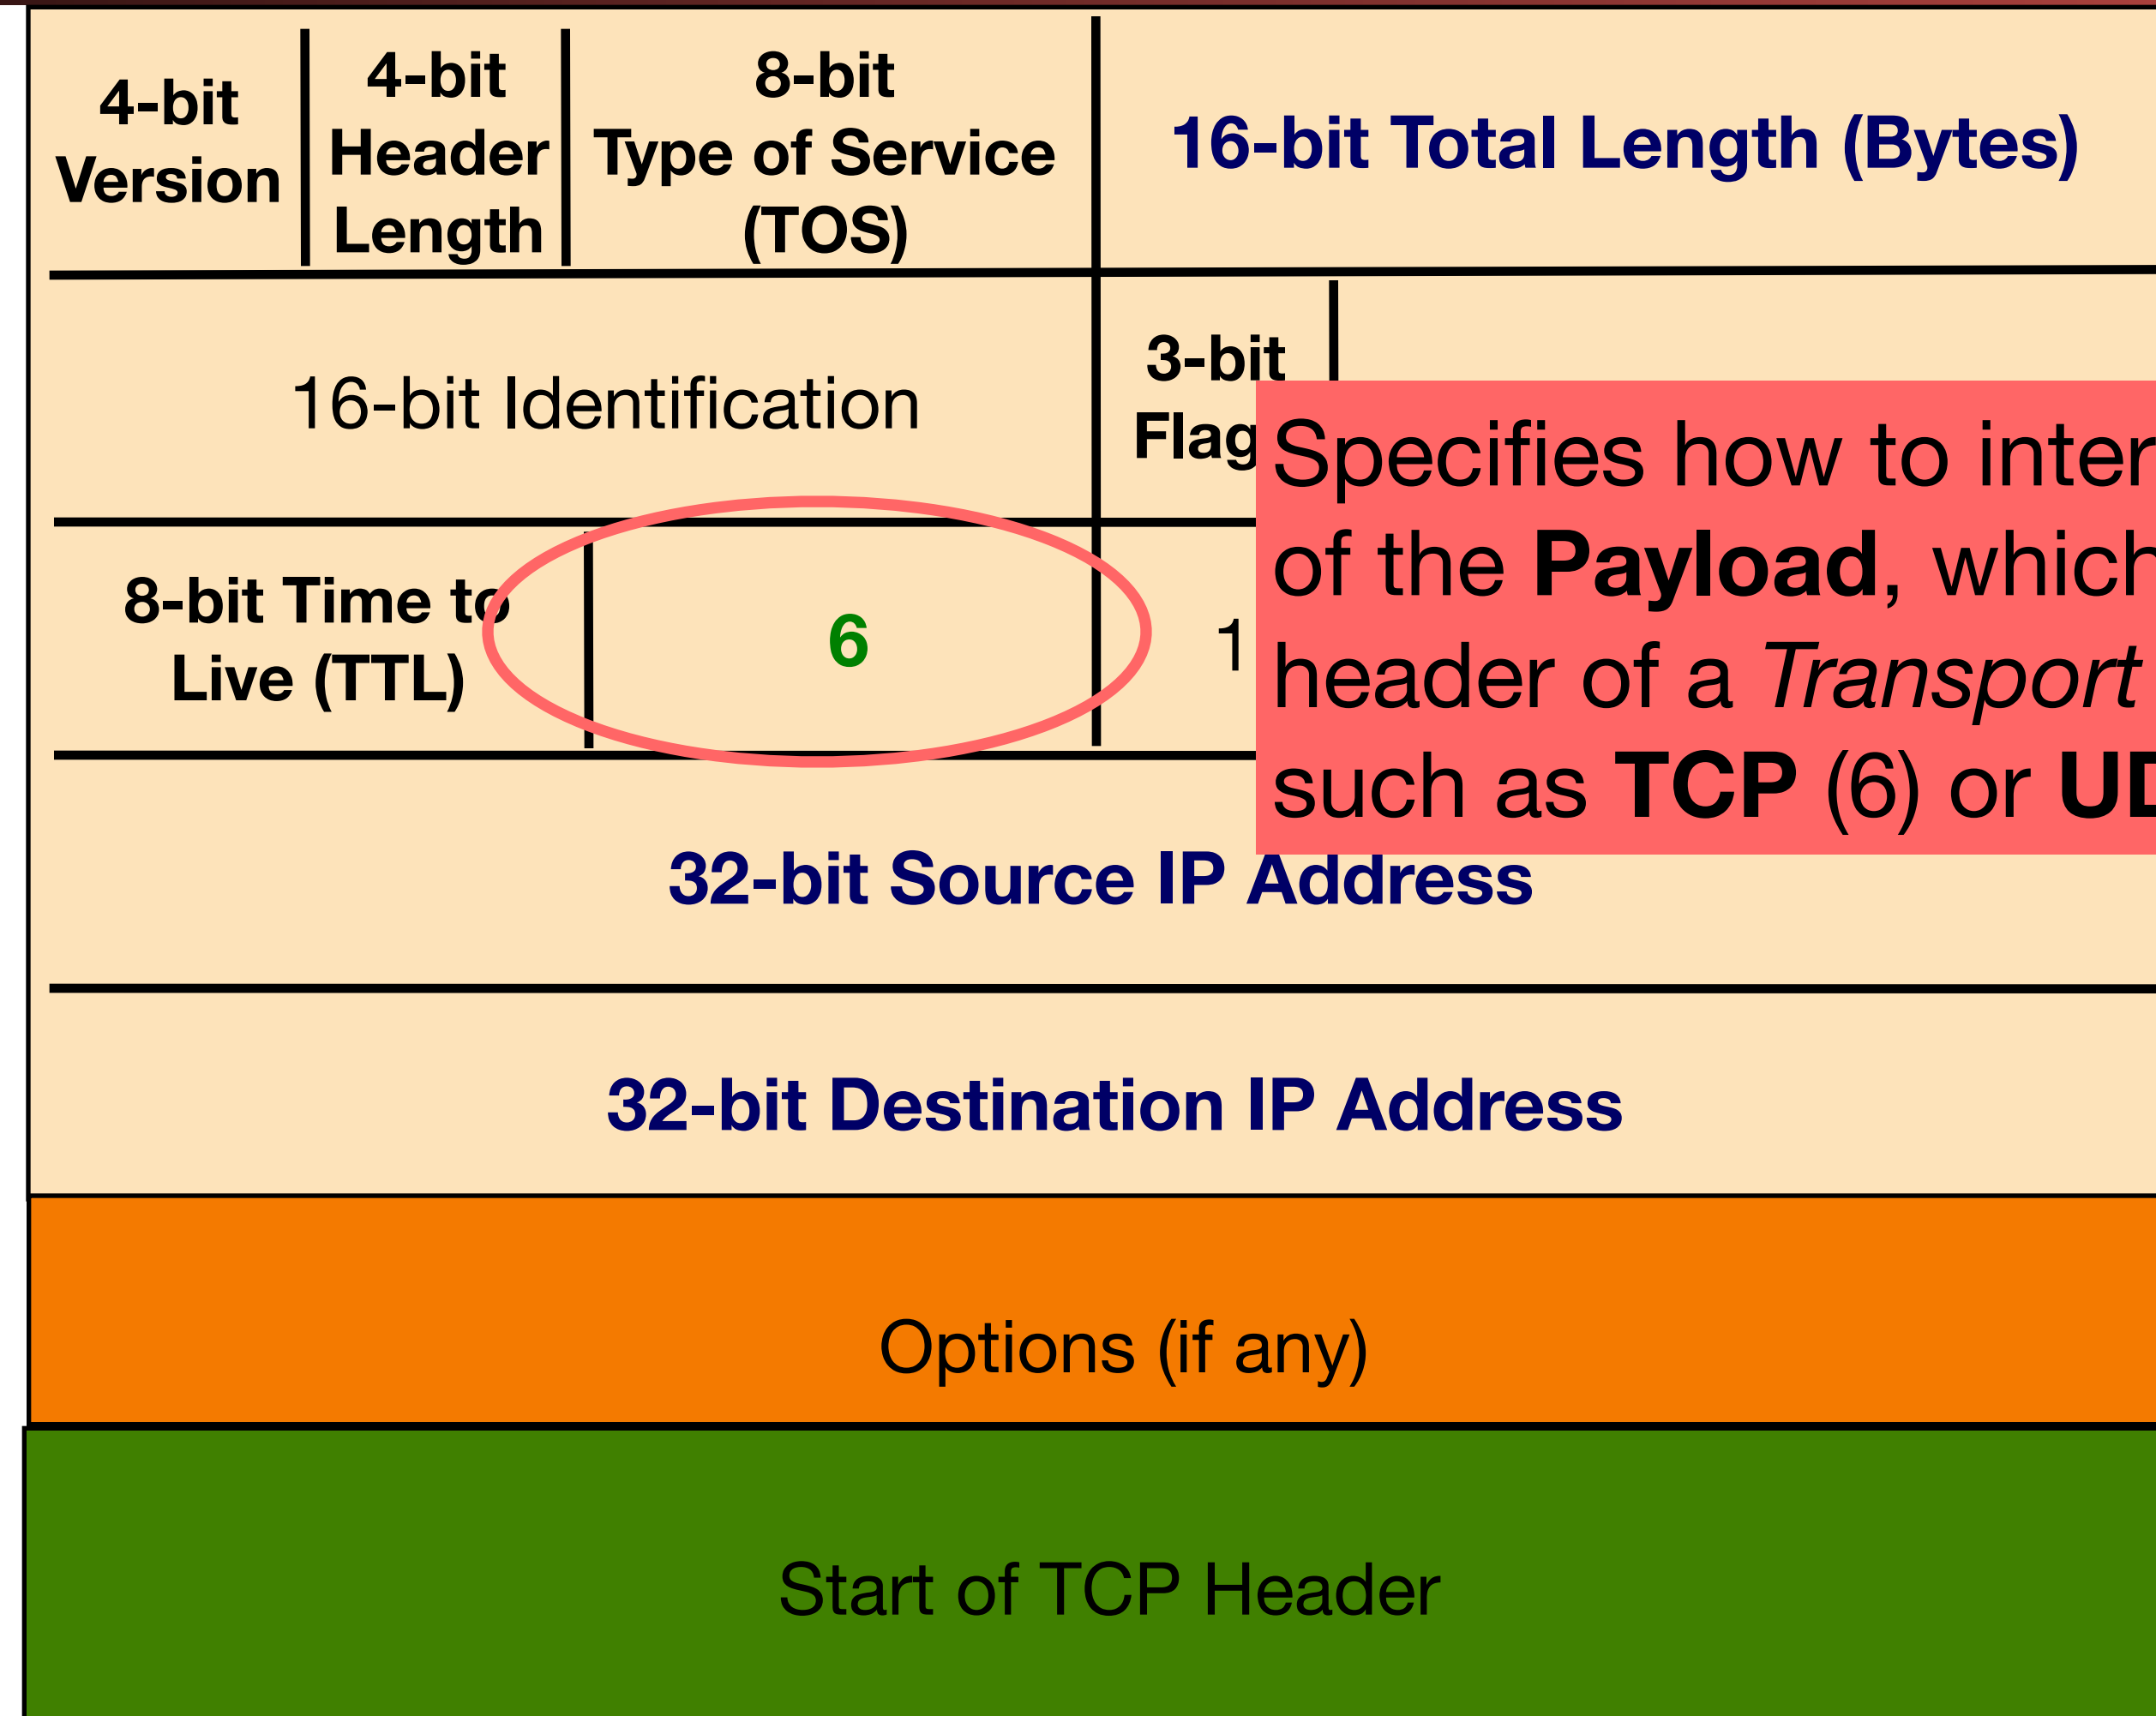 4-bit
Version
4-bit
Header
Length
8-bit
Type of Service
(TOS)
16-bit Total Length (Bytes)
16-bit Identification
3-bit
8-bit Time to
Live (TTL)
6
1
Specifies how to
of the Payload, which
header of a Transport
such as TCP (6) or
32-bit Source IP Address
32-bit Destination IP Address
Options (if any)
Start of TCP Header